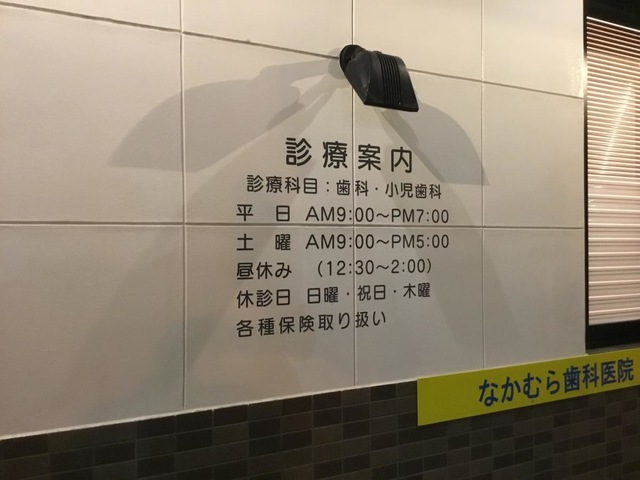 診療案内
診療科目：歯科・小児歯科
平　日 AM9:00～PM7:00
土　曜 AM9:00～PM5:00
昼休み （12:30～2:00）
休診日 日曜・祝日・木曜
各種保険取り扱い
なかむら歯科医院